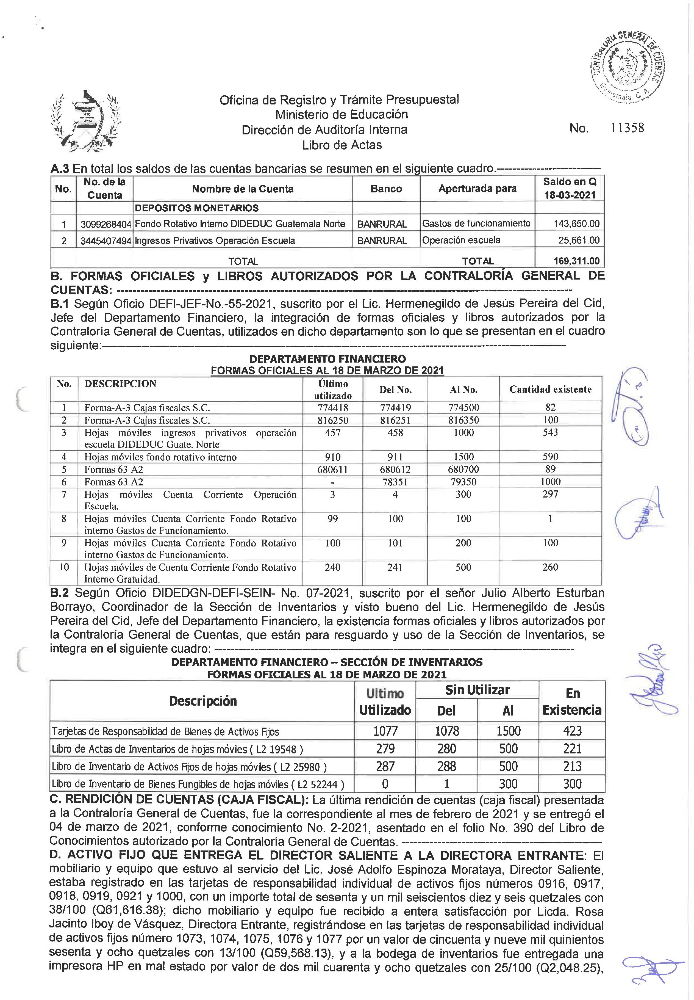 CONTRALORIA GENERAL DE CUENTAS
Guatemala, C. A.
Oficina de Registro y Trámite Presupuestal
Ministerio de Educación
Dirección de Auditoría Interna
No. 11358
Libro de Actas
A.3 En total los saldos de las cuentas bancarias se resumen en el siguiente cuadro.--------------------------
No. No. de la Cuenta Nombre de la Cuenta Banco Aperturada para Saldo en Q 18-03-2021
DEPOSITOS MONETARIOS
1 3099268404 Fondo Rotativo Interno DIDEDUC Guatemala Norte BANRURAL Gastos de funcionamiento 143,650.00
2 3445407494 Ingresos Privativos Operación Escuela BANRURAL Operación escuela 25,661.00
TOTAL TOTAL 169,311.00
B. FORMAS OFICIALES y LIBROS AUTORIZADOS POR LA CONTRALORÍA GENERAL DE
CUENTAS: ------------------------------------------------------------------------------------------------------------------
B.1 Según Oficio DEFI-JEF-No.-55-2021, suscrito por el Lic. Hermenegildo de Jesús Pereira del Cid,
Jefe del Departamento Financiero, la integración de formas oficiales y libros autorizados por la
Contraloría General de Cuentas, utilizados en dicho departamento son lo que se presentan en el cuadro
siguiente:--------------------------------------------------------------------------------------------------------------------
DEPARTAMENTO FINANCIERO
FORMAS OFICIALES AL 18 DE MARZO DE 2021
No. DESCRIPCION Último utilizado Del No. Al No. Cantidad existente
1 Forma-A-3 Cajas fiscales S.C. 774418 774419 774500 82
2 Forma-A-3 Cajas fiscales S.C. 816250 816251 816350 100
3 Hojas móviles ingresos privativos operación 457 458 1000 543
escuela DIDEDUC Guate. Norte
4 Hojas móviles fondo rotativo interno 910 911 1500 590
5 Formas 63 A2 680611 680612 680700 89
6 Formas 63 A2 - 78351 79350 1000
7 Hojas móviles Cuenta Corriente Operación 3 4 300 297
Escuela.
8 Hojas móviles Cuenta Corriente Fondo Rotativo 99 100 100 1
interno Gastos de Funcionamiento.
9 Hojas móviles Cuenta Corriente Fondo Rotativo 100 101 200 100
interno Gastos de Funcionamiento.
10 Hojas móviles de Cuenta Corriente Fondo Rotativo 240 241 500 260
Interno Gratuidad.
B.2 Según Oficio DIDEDGN-DEFI-SEIN- No. 07-2021, suscrito por el señor Julio Alberto Esturban
Borrayo, Coordinador de la Sección de Inventarios y visto bueno del Lic. Hermenegildo de Jesús
Pereira del Cid, Jefe del Departamento Financiero, la existencia formas oficiales y libros autorizados por
la Contraloría General de Cuentas, que están para resguardo y uso de la Sección de Inventarios, se
integra en el siguiente cuadro: ------------------------------------------------------------------------------------------
DEPARTAMENTO FINANCIERO – SECCIÓN DE INVENTARIOS
FORMAS OFICIALES AL 18 DE MARZO DE 2021
Descripción Ultimo Utilizado Sin Utilizar Del Al En Existencia
Tarjetas de Responsabilidad de Bienes de Activos Fijos 1077 1078 1500 423
Libro de Actas de Inventarios de hojas móviles ( L2 19548 ) 279 280 500 221
Libro de Inventario de Activos Fijos de hojas móviles ( L2 25980 ) 287 288 500 213
Libro de Inventario de Bienes Fungibles de hojas móviles ( L2 52244 ) 0 1 300 300
C. RENDICIÓN DE CUENTAS (CAJA FISCAL): La última rendición de cuentas (caja fiscal) presentada
a la Contraloría General de Cuentas, fue la correspondiente al mes de febrero de 2021 y se entregó el
04 de marzo de 2021, conforme conocimiento No. 2-2021, asentado en el folio No. 390 del Libro de
Conocimientos autorizado por la Contraloría General de Cuentas. --------------------------------------------------
D. ACTIVO FIJO QUE ENTREGA EL DIRECTOR SALIENTE A LA DIRECTORA ENTRANTE: El
mobiliario y equipo que estuvo al servicio del Lic. José Adolfo Espinoza Morataya, Director Saliente,
estaba registrado en las tarjetas de responsabilidad individual de activos fijos números 0916, 0917,
0918, 0919, 0921 y 1000, con un importe total de sesenta y un mil seiscientos diez y seis quetzales con
38/100 (Q61,616.38); dicho mobiliario y equipo fue recibido a entera satisfacción por Licda. Rosa
Jacinto Iboy de Vásquez, Directora Entrante, registrándose en las tarjetas de responsabilidad individual
de activos fijos número 1073, 1074, 1075, 1076 y 1077 por un valor de cincuenta y nueve mil quinientos
sesenta y ocho quetzales con 13/100 (Q59,568.13), y a la bodega de inventarios fue entregada una
impresora HP en mal estado por valor de dos mil cuarenta y ocho quetzales con 25/100 (Q2,048.25),